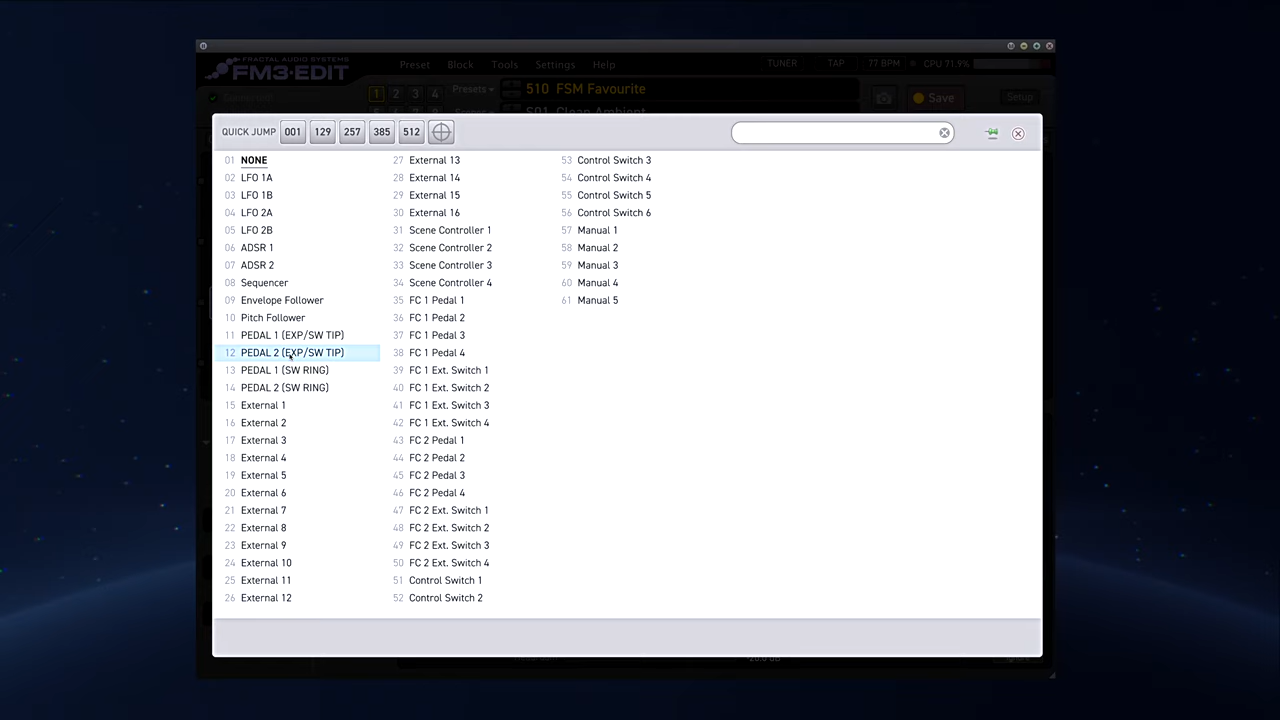 FRACTAL AUDIO SYSTEMS
FM3-EDIT
Preset Block Tools Settings Help
TUNER TAP 77 BPM CPU 71.9%
1 2 3 4 Presets 510 FSM Favourite
Save Setup
S01 Clean Ambient
QUICK JUMP 001 129 257 385 512
01 NONE
02 LFO 1A
03 LFO 1B
04 LFO 2A
05 LFO 2B
06 ADSR 1
07 ADSR 2
08 Sequencer
09 Envelope Follower
10 Pitch Follower
11 PEDAL 1 (EXP/SW TIP)
12 PEDAL 2 (EXP/SW TIP)
13 PEDAL 1 (SW RING)
14 PEDAL 2 (SW RING)
15 External 1
16 External 2
17 External 3
18 External 4
19 External 5
20 External 6
21 External 7
22 External 8
23 External 9
24 External 10
25 External 11
26 External 12
27 External 13
28 External 14
29 External 15
30 External 16
31 Scene Controller 1
32 Scene Controller 2
33 Scene Controller 3
34 Scene Controller 4
35 FC 1 Pedal 1
36 FC 1 Pedal 2
37 FC 1 Pedal 3
38 FC 1 Pedal 4
39 FC 1 Ext. Switch 1
40 FC 1 Ext. Switch 2
41 FC 1 Ext. Switch 3
42 FC 1 Ext. Switch 4
43 FC 2 Pedal 1
44 FC 2 Pedal 2
45 FC 2 Pedal 3
46 FC 2 Pedal 4
47 FC 2 Ext. Switch 1
48 FC 2 Ext. Switch 2
49 FC 2 Ext. Switch 3
50 FC 2 Ext. Switch 4
51 Control Switch 1
52 Control Switch 2
53 Control Switch 3
54 Control Switch 4
55 Control Switch 5
56 Control Switch 6
57 Manual 1
58 Manual 2
59 Manual 3
60 Manual 4
61 Manual 5